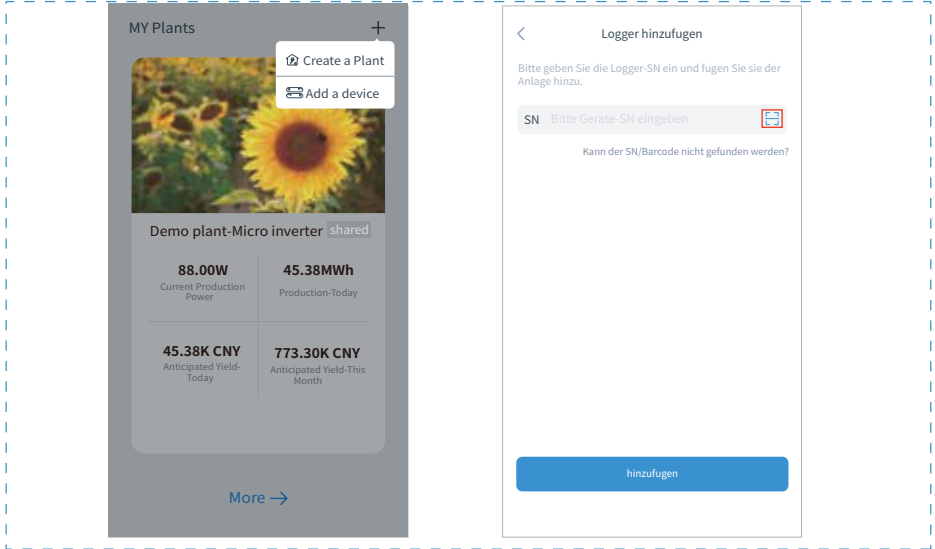 MY Plants
Create a Plant
Add a device
Demo plant-Micro inverter shared
88.00W
Current Production
Power
45.38MWh
Production-Today
45.38K CNY
Anticipated Yield-
Today
773.30K CNY
Anticipated Yield-This
Month
More
Logger hinzufugen
Bitte geben Sie die Logger-SN ein und fugen Sie sie der
Anlage hinzu.
SN Bitte Gerate-SN eingeben
Kann der SN/Barcode nicht gefunden werden?
hinzufugen